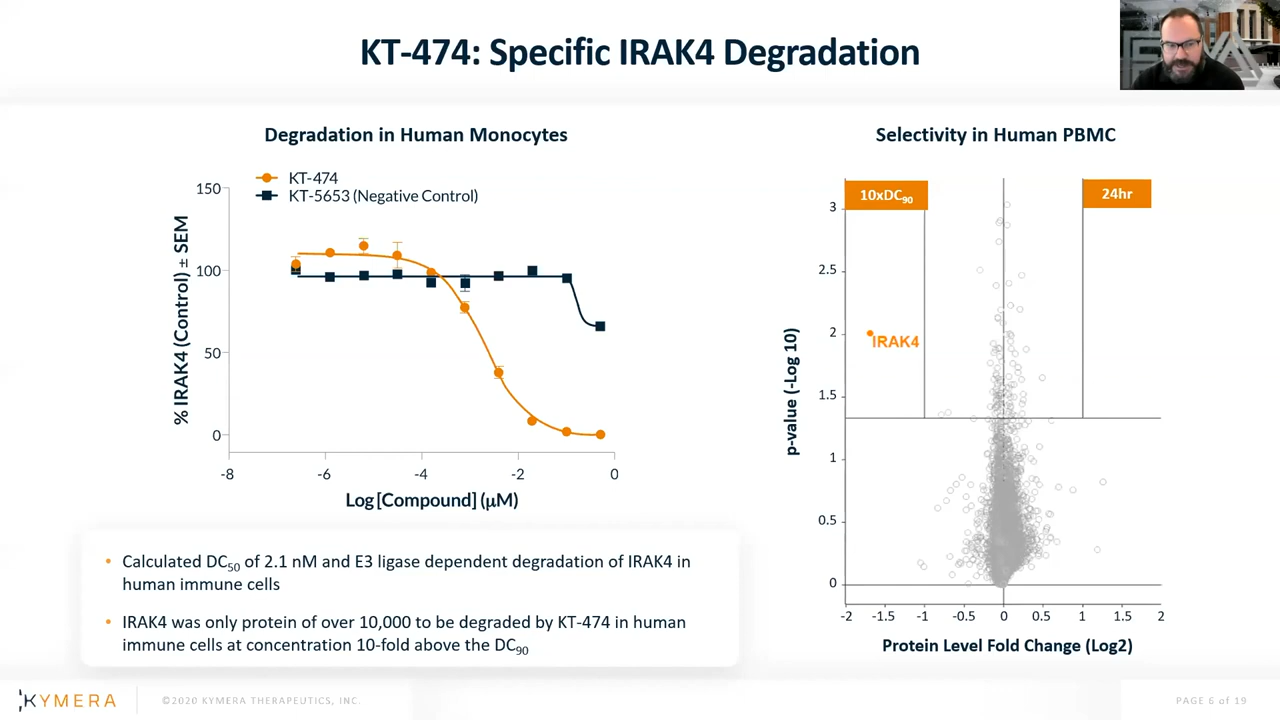 KT-474: Specific IRAK4 Degradation
Degradation in Human Monocytes
KT-474
KT-5653 (Negative Control)
% IRAK4 (Control) ± SEM
150
100
50
0
-8
-6
-4
-2
0
Log [Compound] (μM)
Selectivity in Human PBMC
10xDC90
24hr
IRAK4
p-value (-Log 10)
3
2.5
2
1.5
1
0.5
0
-2
-1.5
-1
-0.5
0
0.5
1
1.5
2
Protein Level Fold Change (Log2)
• Calculated DC50 of 2.1 nM and E3 ligase dependent degradation of IRAK4 in
human immune cells
• IRAK4 was only protein of over 10,000 to be degraded by KT-474 in human
immune cells at concentration 10-fold above the DC90
KYMERA
©2020 KYMERA THERAPEUTICS, INC.
PAGE 6 of 19